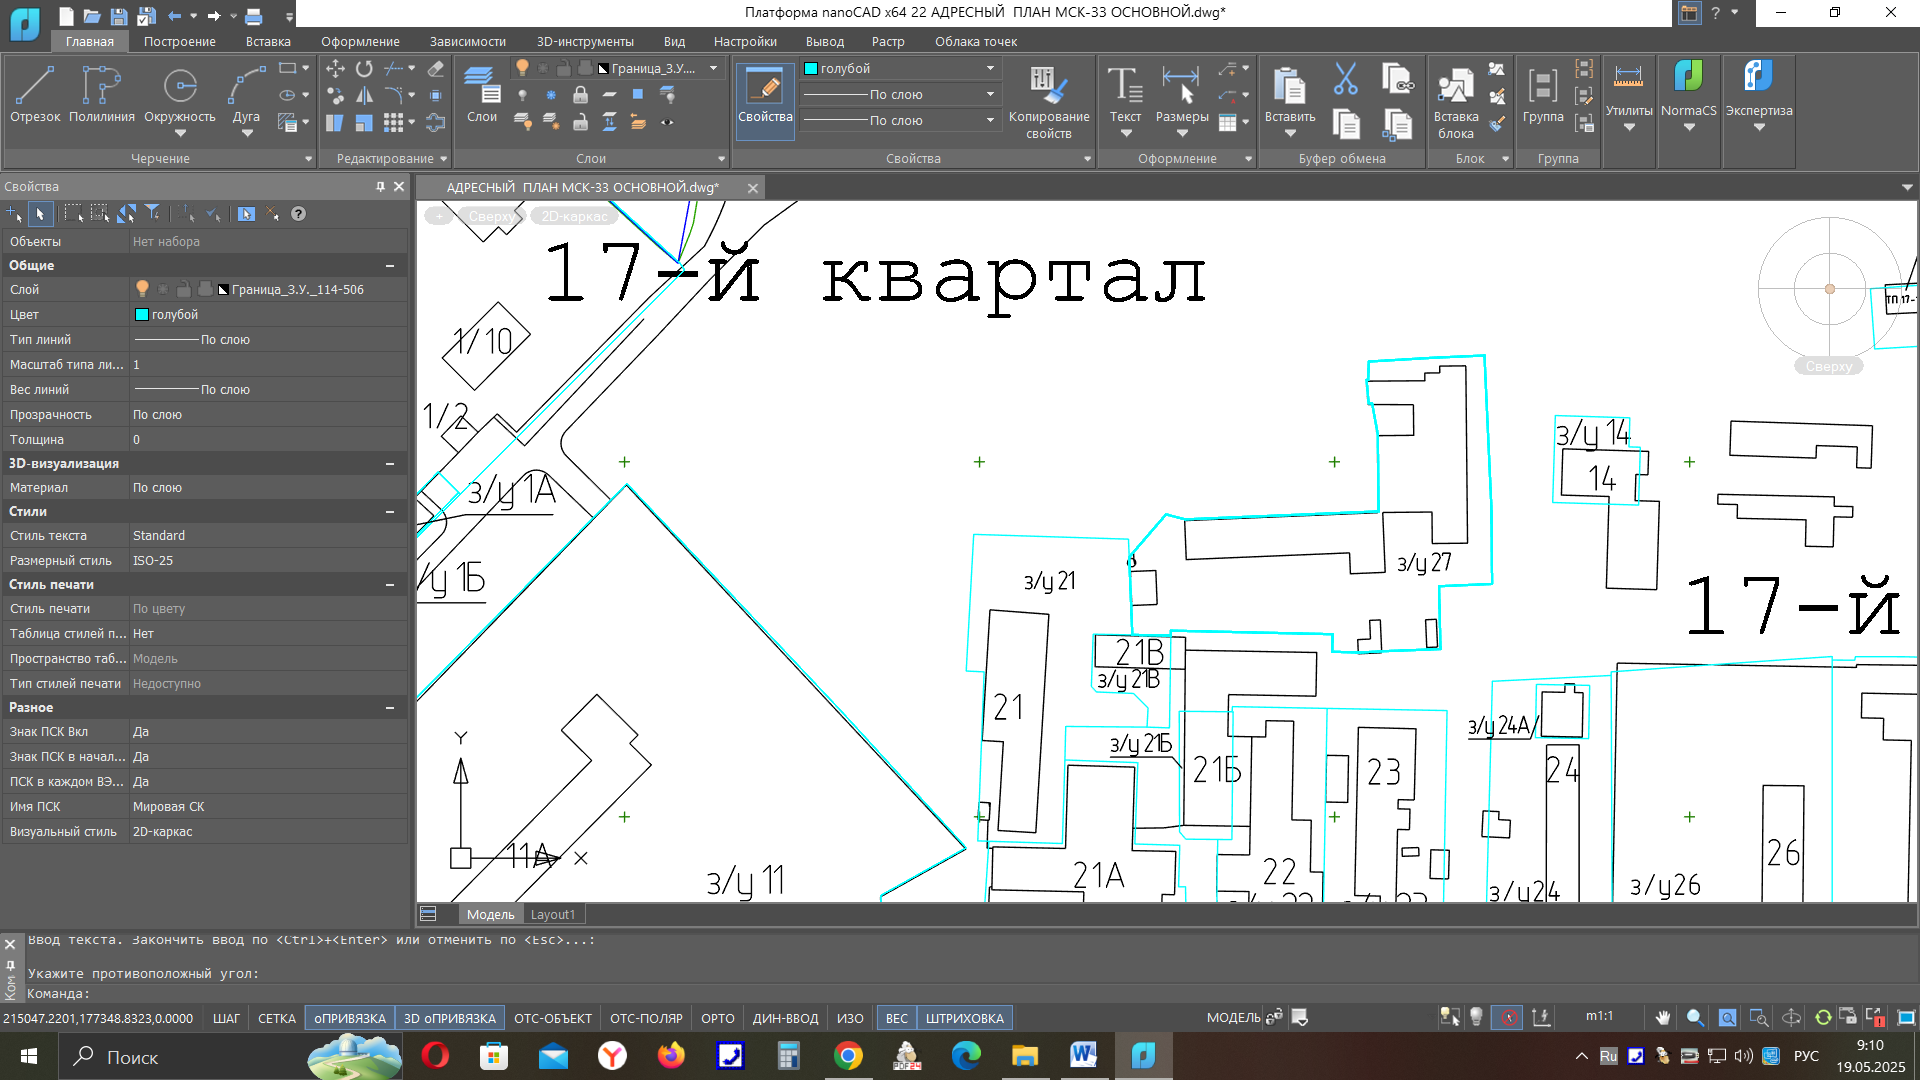 Платформа nanoCAD x64 22 АДРЕСНЫЙ  ПЛАН МСК-33 ОСНОВНОЙ.dwg*
Главная Построение Вставка Оформление Зависимости 3D-инструменты Вид Настройки Вывод Растр Облака точек
Граница_З.У....
голубой
По слою
По слою
Отрезок Полилиния Окружность Дуга
Слои
Свойства
Копирование свойств
Текст Размеры
Вставить
Вставка блока
Группа
Утилиты NormaCS Экспертиза
Черчение Редактирование Слои Свойства Оформление Буфер обмена Блок Группа
Свойства
АДРЕСНЫЙ  ПЛАН МСК-33 ОСНОВНОЙ.dwg*
Объекты Нет набора
Общие
Слой Граница_З.У._114-506
Цвет голубой
Тип линий По слою
Масштаб типа ли... 1
Вес линий По слою
Прозрачность По слою
Толщина 0
3D-визуализация
Материал По слою
Стили
Стиль текста Standard
Размерный стиль ISO-25
Стиль печати
Стиль печати По цвету
Таблица стилей п... Нет
Пространство таб... Модель
Тип стилей печати Недоступно
Разное
Знак ПСК Вкл Да
Знак ПСК в начал... Да
ПСК в каждом ВЭ... Да
Имя ПСК Мировая СК
Визуальный стиль 2D-каркас
+ Сверху 2D-каркас
17-й квартал
ТП 17-
Сверху
1/10
1/2
з/у 14
14
з/у 1А
з/у 27
з/у 21
/у 1Б
17-й
21В
з/у 21В
21
з/у 24А
з/у 21Б
21Б
23
24
Y
X
11А
26
з/у 11
21А
22
з/у24
з/у26
Модель Layout1
Ввод текста. Закончить ввод по <Ctrl>+<Enter> или отменить по <Esc>...:
Укажите противоположный угол:
Команда:
Ком
215047.2201,177348.8323,0.0000 ШАГ СЕТКА оПРИВЯЗКА 3D оПРИВЯЗКА ОТС-ОБЪЕКТ ОТС-ПОЛЯР ОРТО ДИН-ВВОД ИЗО ВЕС ШТРИХОВКА МОДЕЛЬ m1:1
Поиск
PDF24
Ru
РУС
9:10
19.05.2025